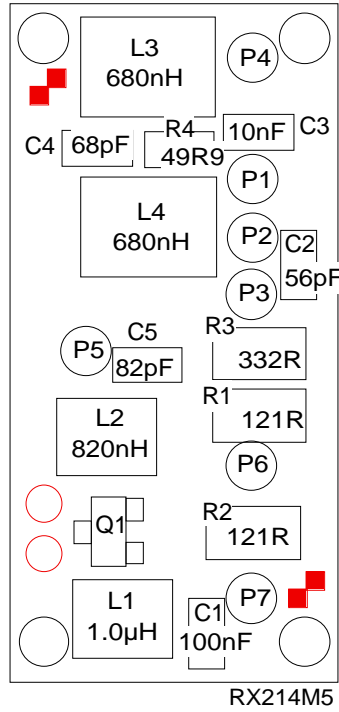 L3
680nH
P4
R4
10nF
C3
C4
68pF
49R9
P1
L4
680nH
P2
C2
P3
56pF
R3
C5
P5
332R
82pF
R1
L2
121R
820nH
P6
R2
Q1
121R
L1
P7
C1
1.0µH
100nF
RX214M5